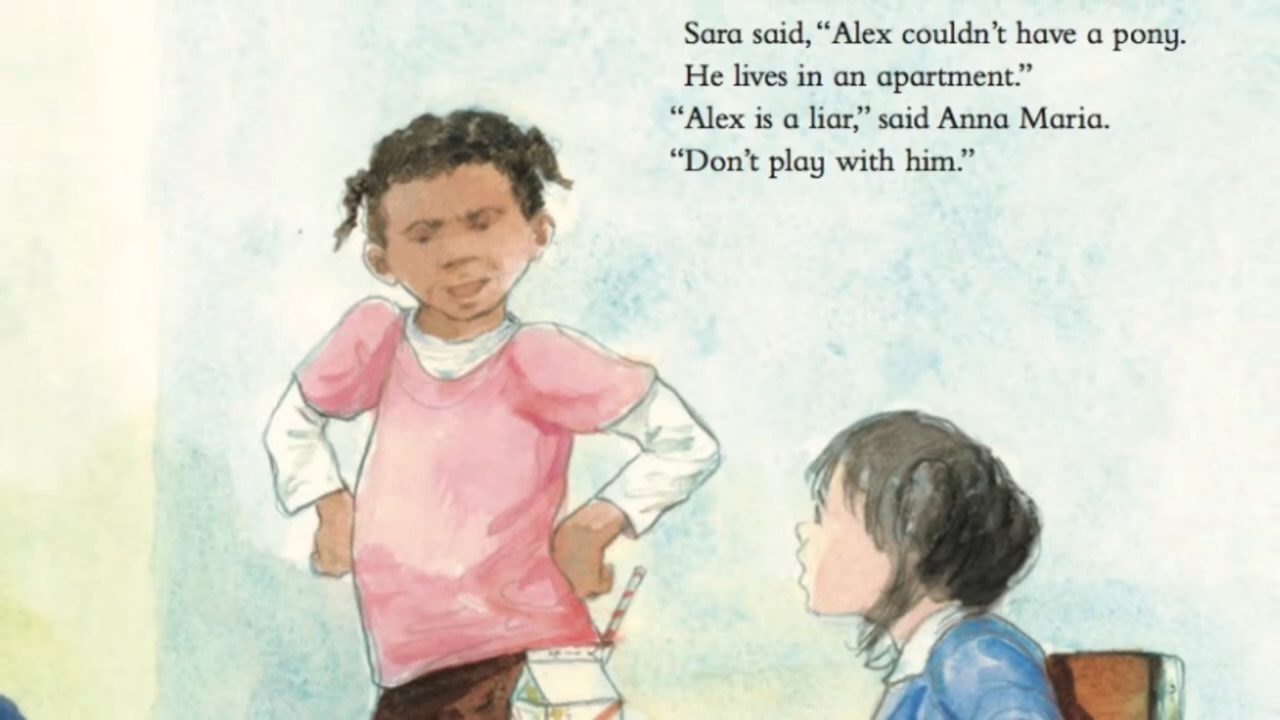 Sara said, “Alex couldn’t have a pony.
He lives in an apartment.”
“Alex is a liar,” said Anna Maria.
“Don’t play with him.”